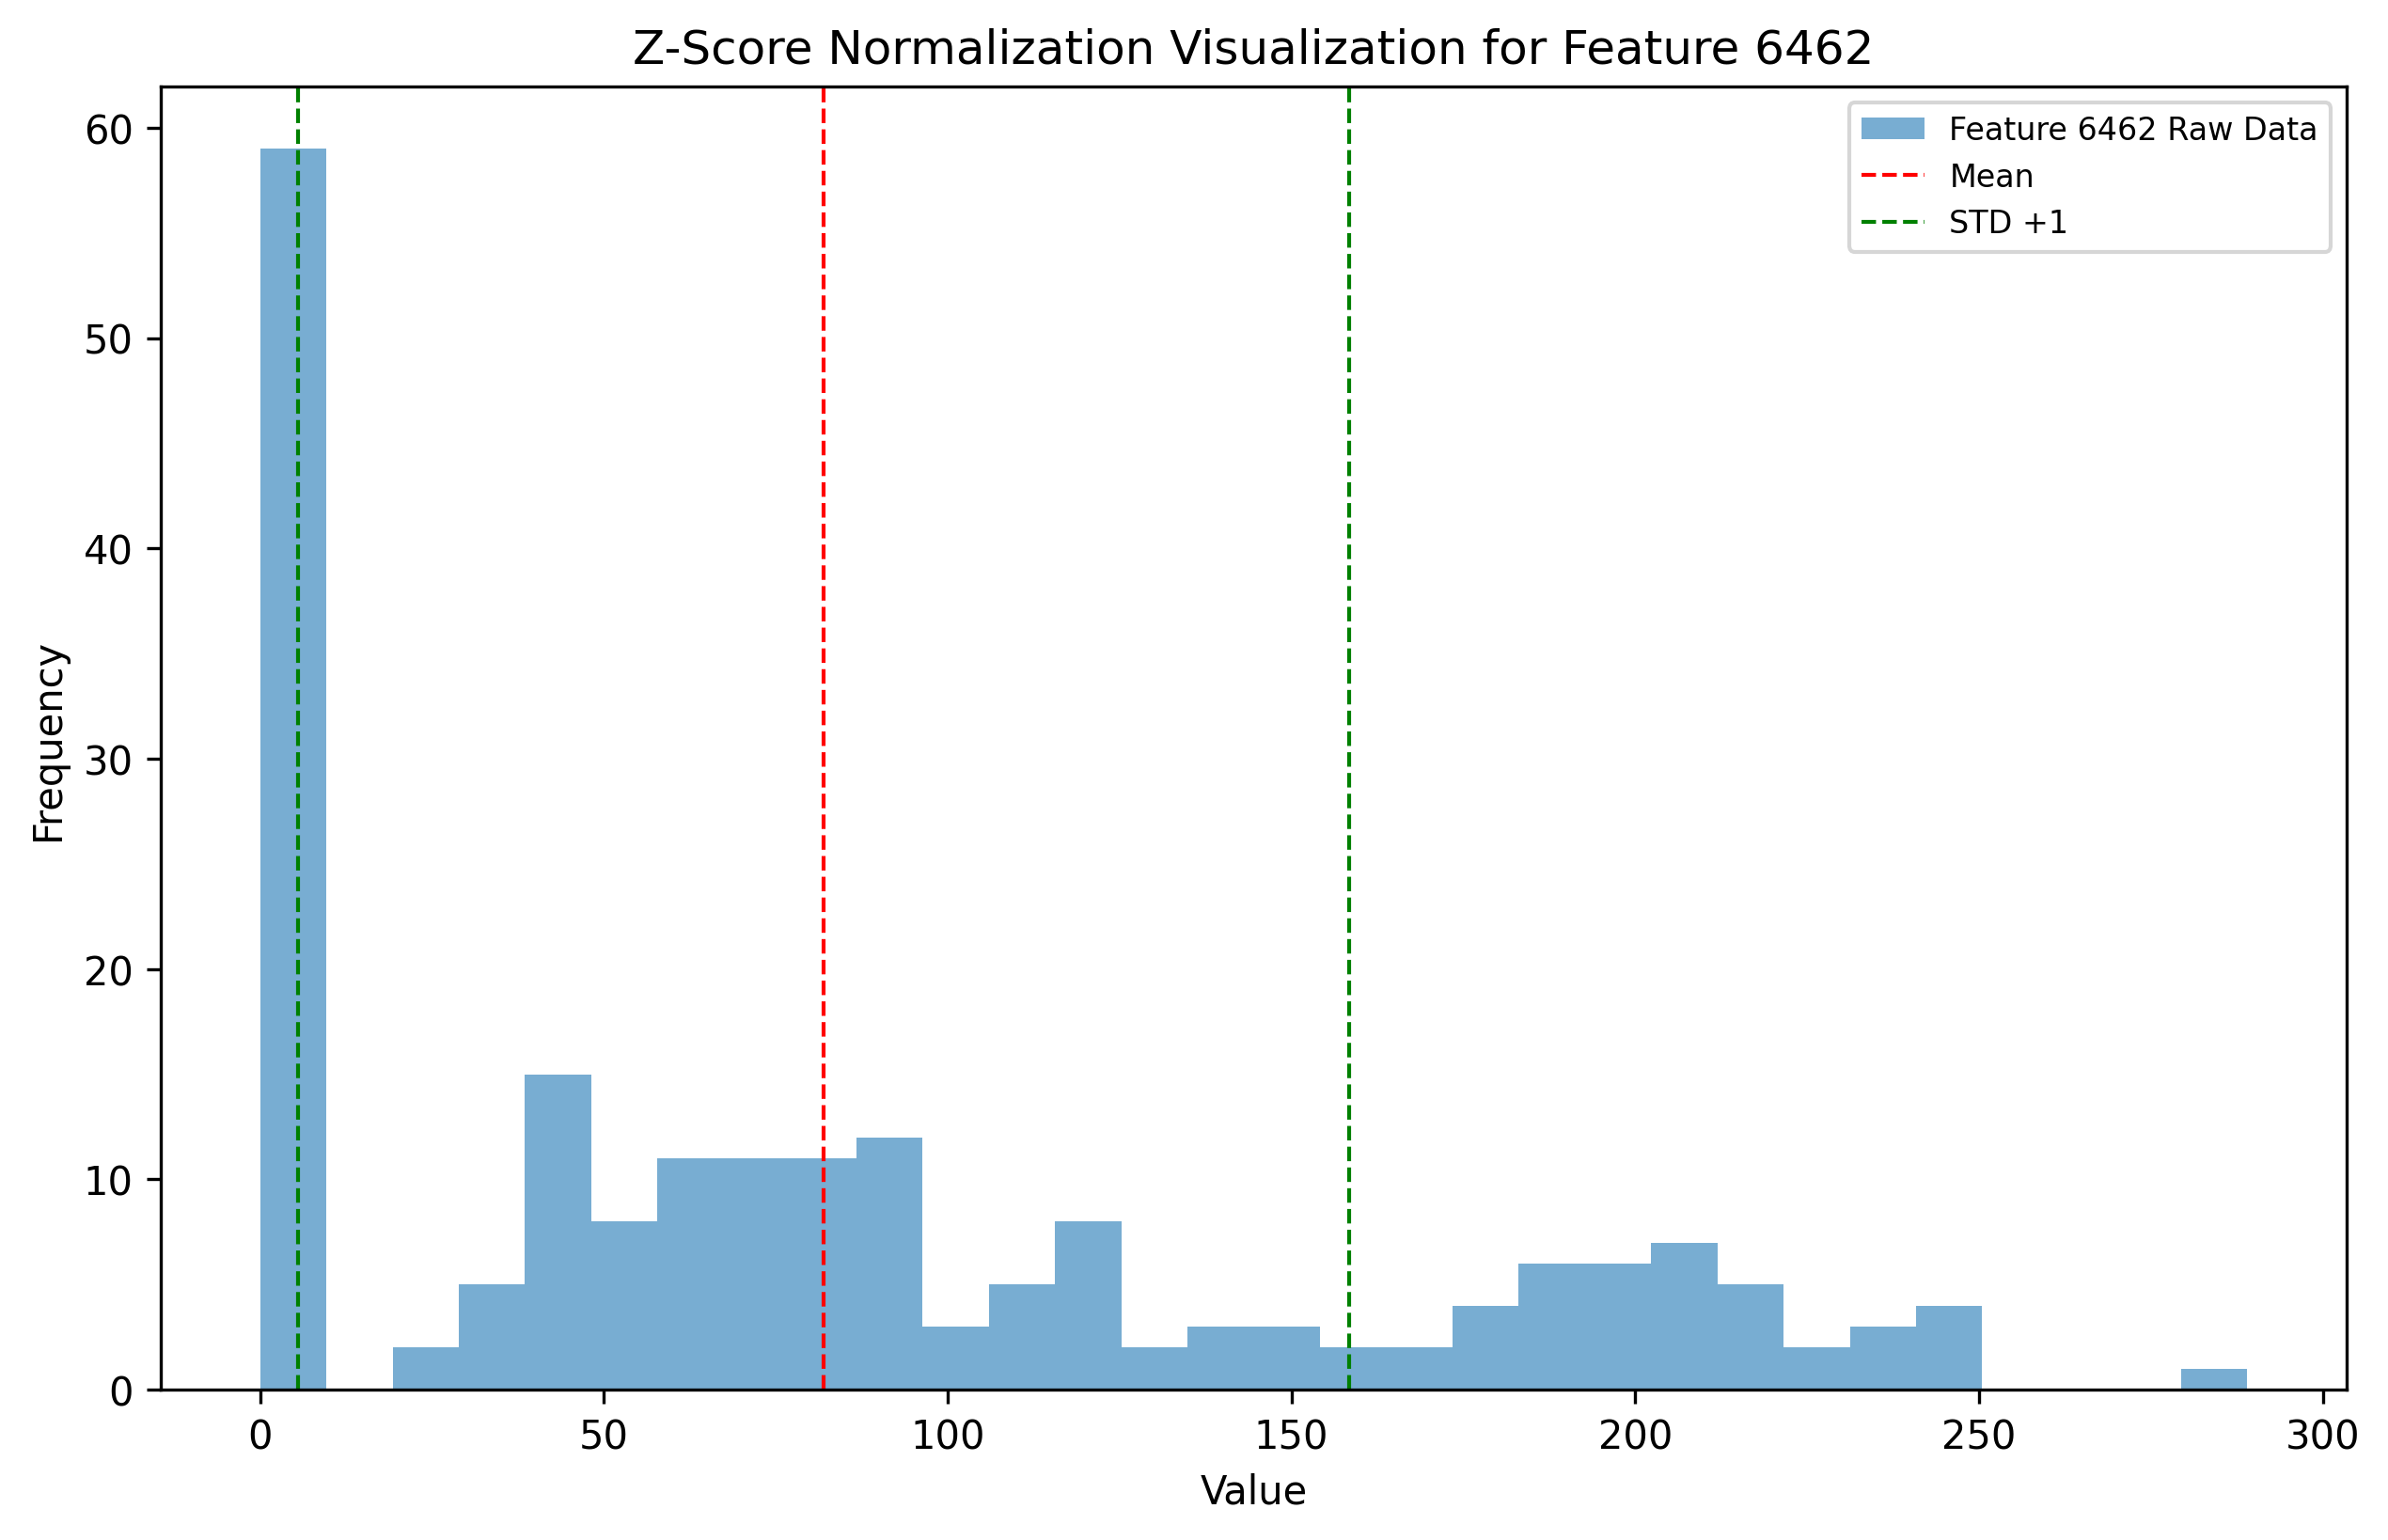 Z-Score Normalization Visualization for Feature 6462
Feature 6462 Raw Data
Mean
STD +1
Frequency
60
50
40
30
20
10
0
0 50 100 150 200 250 300
Value